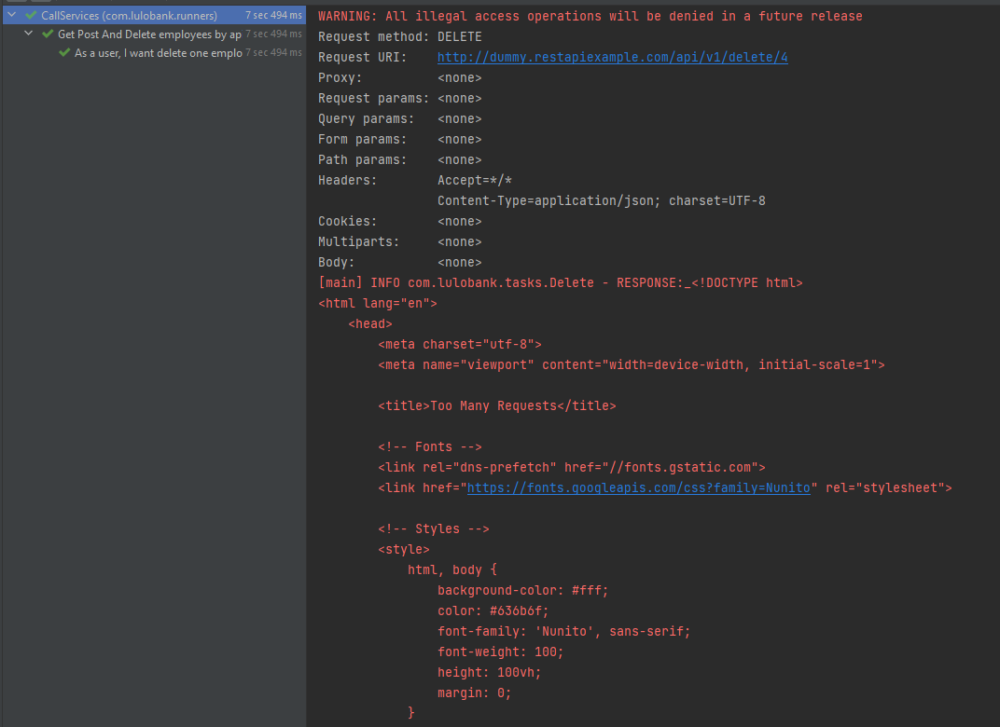 CallServices (com.lulobank.runners) 7 sec 494 ms
Get Post And Delete employees by ap 7 sec 494 ms
As a user, I want delete one emplo 7 sec 494 ms
WARNING: All illegal access operations will be denied in a future release
Request method: DELETE
Request URI: http://dummy.restapiexample.com/api/v1/delete/4
Proxy: <none>
Request params: <none>
Query params: <none>
Form params: <none>
Path params: <none>
Headers: Accept=*/*
Content-Type=application/json; charset=UTF-8
Cookies: <none>
Multiparts: <none>
Body: <none>
[main] INFO com.lulobank.tasks.Delete - RESPONSE:_<!DOCTYPE html>
<html lang="en">
<head>
<meta charset="utf-8">
<meta name="viewport" content="width=device-width, initial-scale=1">
<title>Too Many Requests</title>
<!-- Fonts -->
<link rel="dns-prefetch" href="//fonts.gstatic.com">
<link href="https://fonts.googleapis.com/css?family=Nunito" rel="stylesheet">
<!-- Styles -->
<style>
html, body {
background-color: #fff;
color: #636b6f;
font-family: 'Nunito', sans-serif;
font-weight: 100;
height: 100vh;
margin: 0;
}